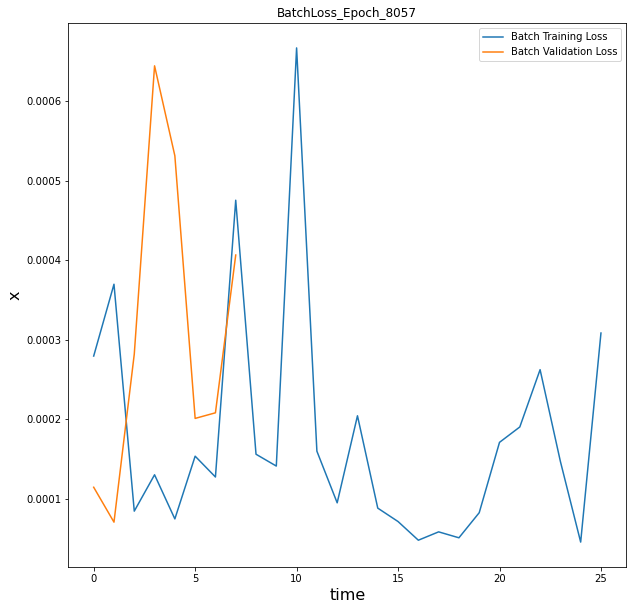 BatchLoss_Epoch_8057
Batch Training Loss
Batch Validation Loss
0.0006
0.0005
0.0004
0.0003
0.0002
0.0001
x
0 5 10 15 20 25
time